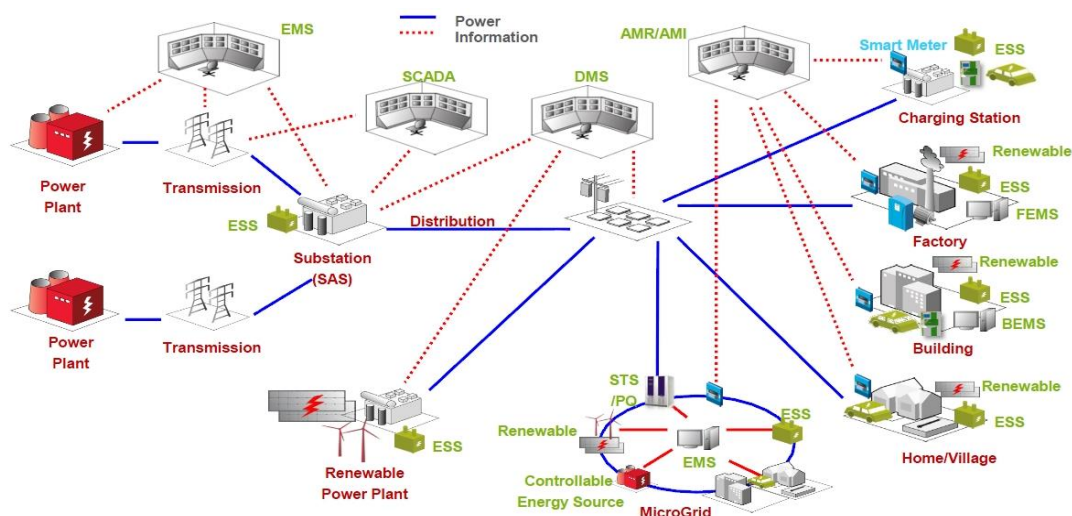 EMS
Power
Information
AMR/AMI
Smart Meter
ESS
SCADA
DMS
Charging Station
Power
Plant
Transmission
Renewable
ESS
FEMS
Factory
ESS
Distribution
Substation
(SAS)
Renewable
ESS
BEMS
Building
Power
Plant
Transmission
STS
/PQ
Renewable
ESS
Home/Village
ESS
Renewable
Power Plant
Renewable
ESS
EMS
Controllable
Energy Source
MicroGrid